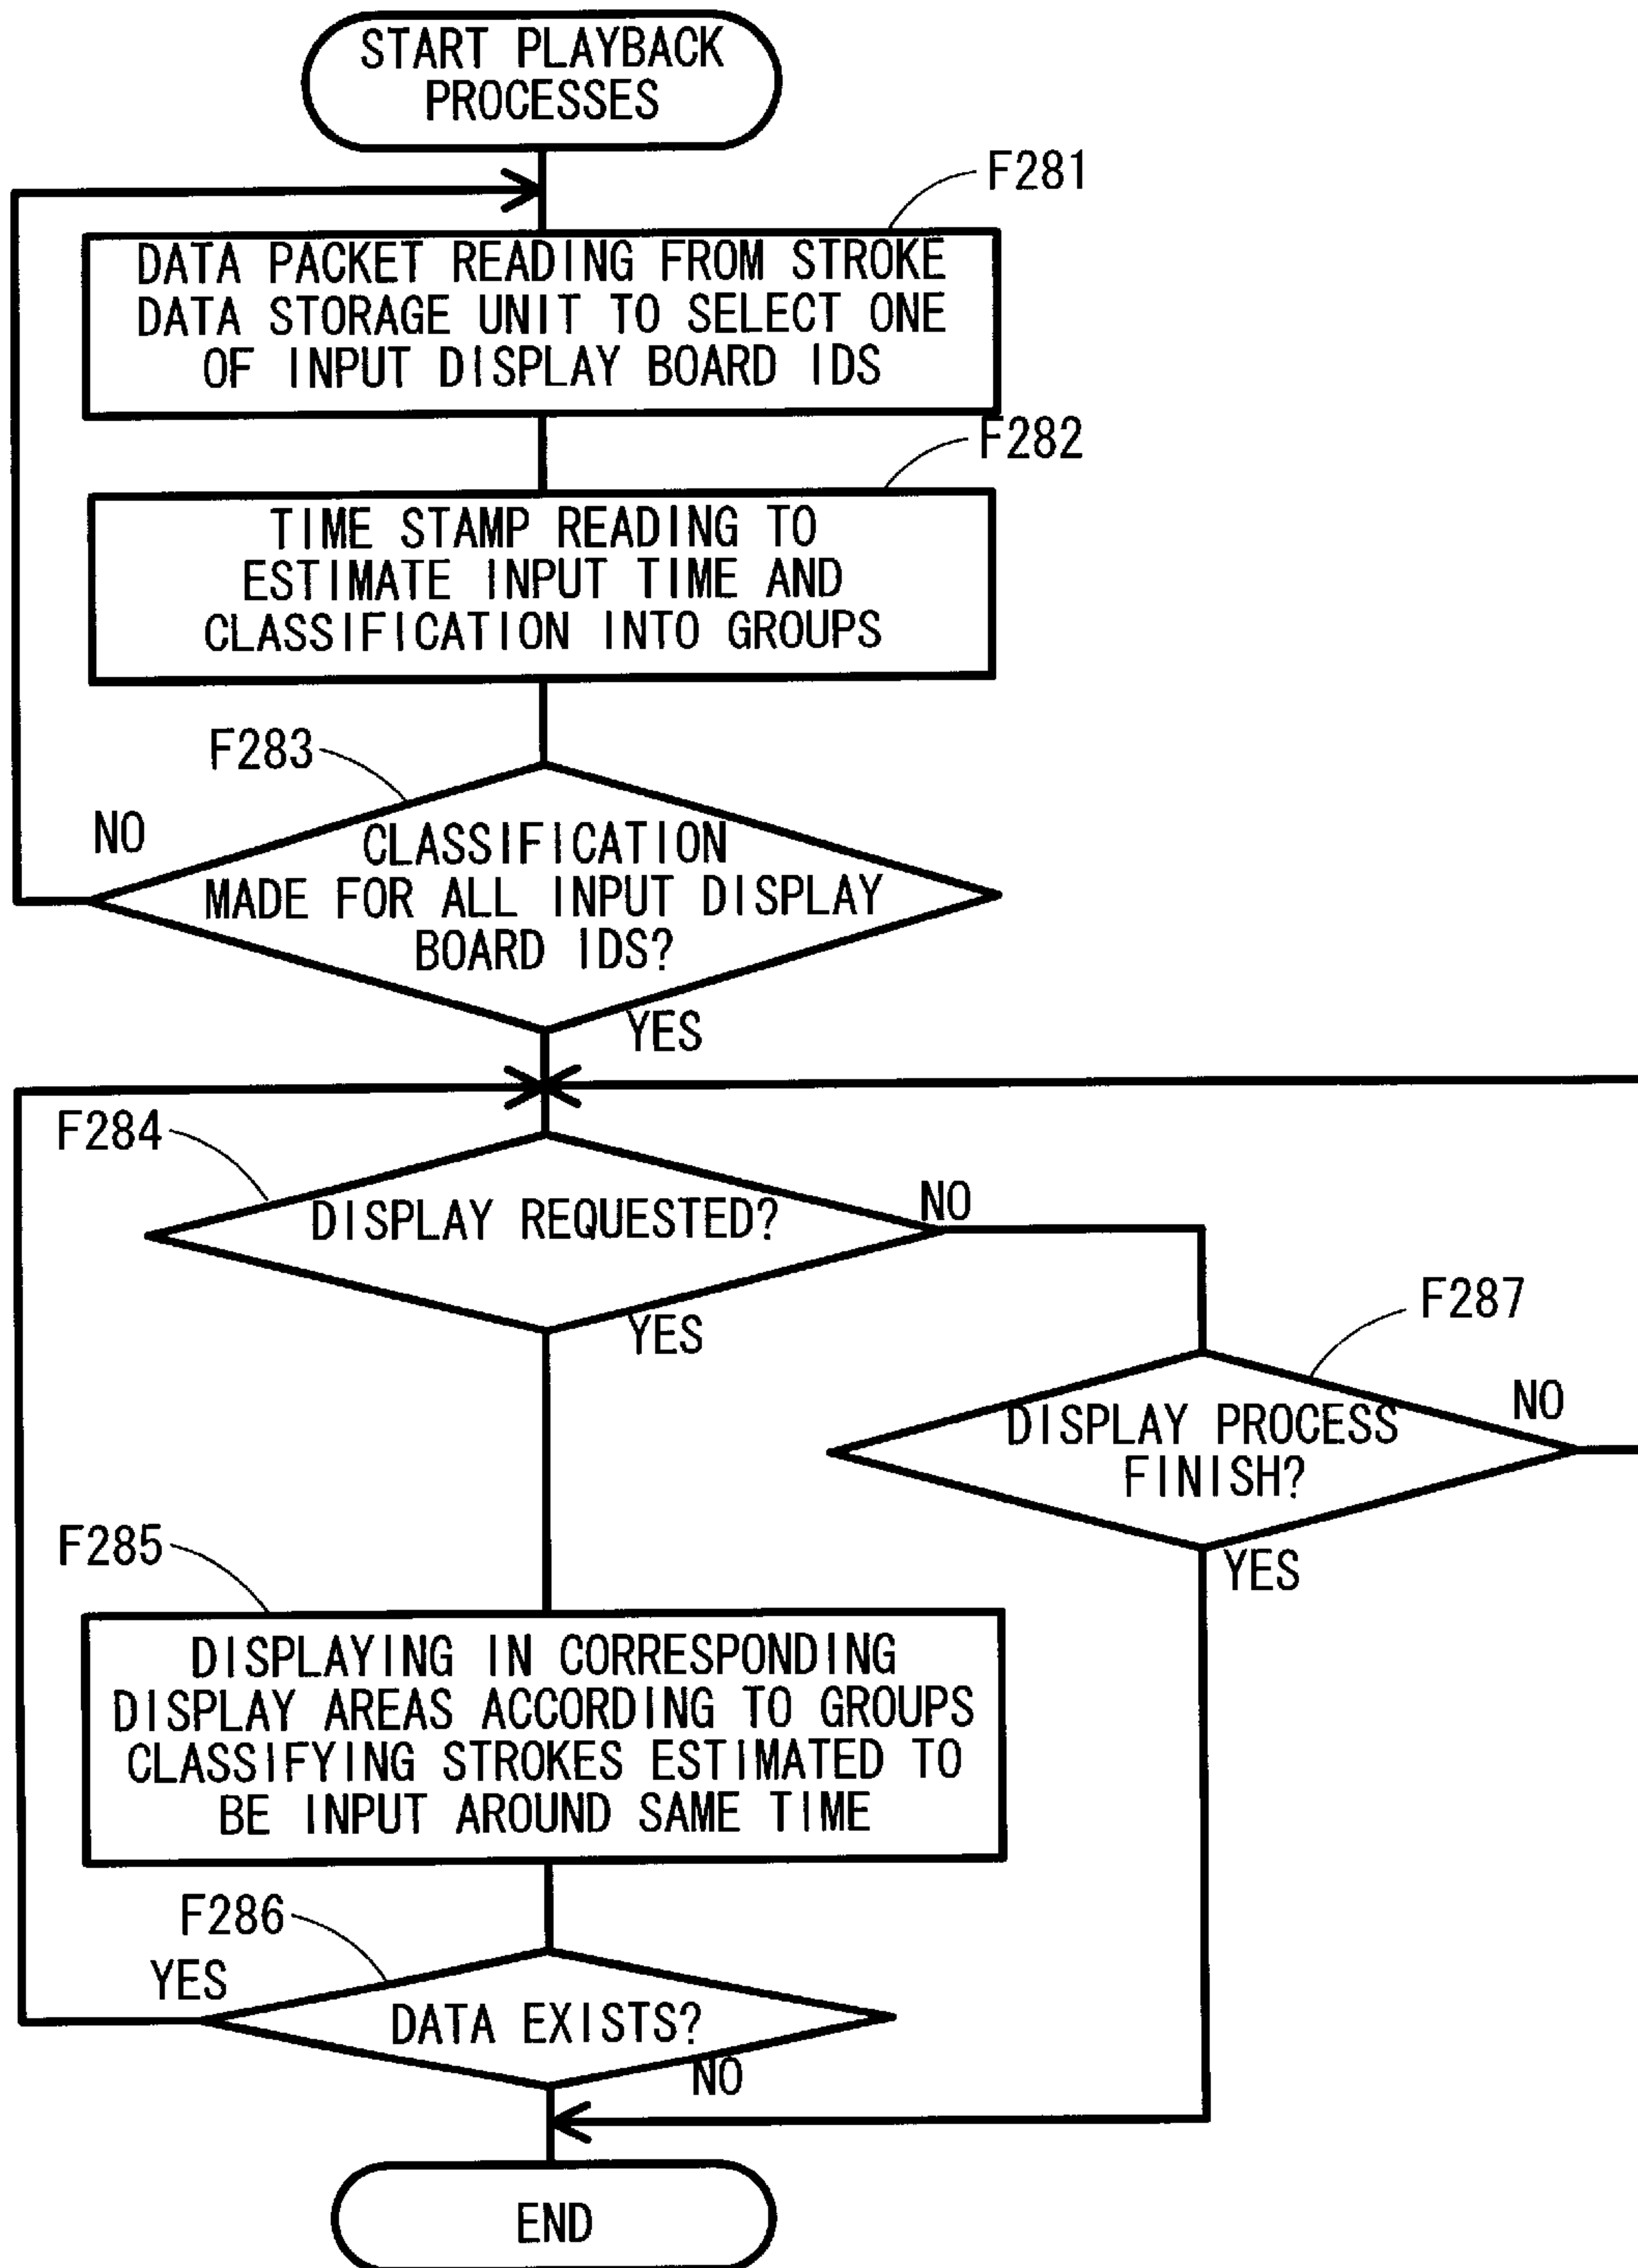 START PLAYBACK
PROCESSES
F281
DATA PACKET READING FROM STROKE
DATA STORAGE UNIT TO SELECT ONE
OF INPUT DISPLAY BOARD IDS
F282
TIME STAMP READING TO
ESTIMATE INPUT TIME AND
CLASSIFICATION INTO GROUPS
F283
NO
CLASSIFICATION
MADE FOR ALL INPUT DISPLAY
BOARD IDS?
YES
F284
DISPLAY REQUESTED?
NO
YES
F287
DISPLAY PROCESS
FINISH?
NO
YES
F285
DISPLAYING IN CORRESPONDING
DISPLAY AREAS ACCORDING TO GROUPS
CLASSIFYING STROKES ESTIMATED TO
BE INPUT AROUND SAME TIME
F286
YES
DATA EXISTS?
NO
END